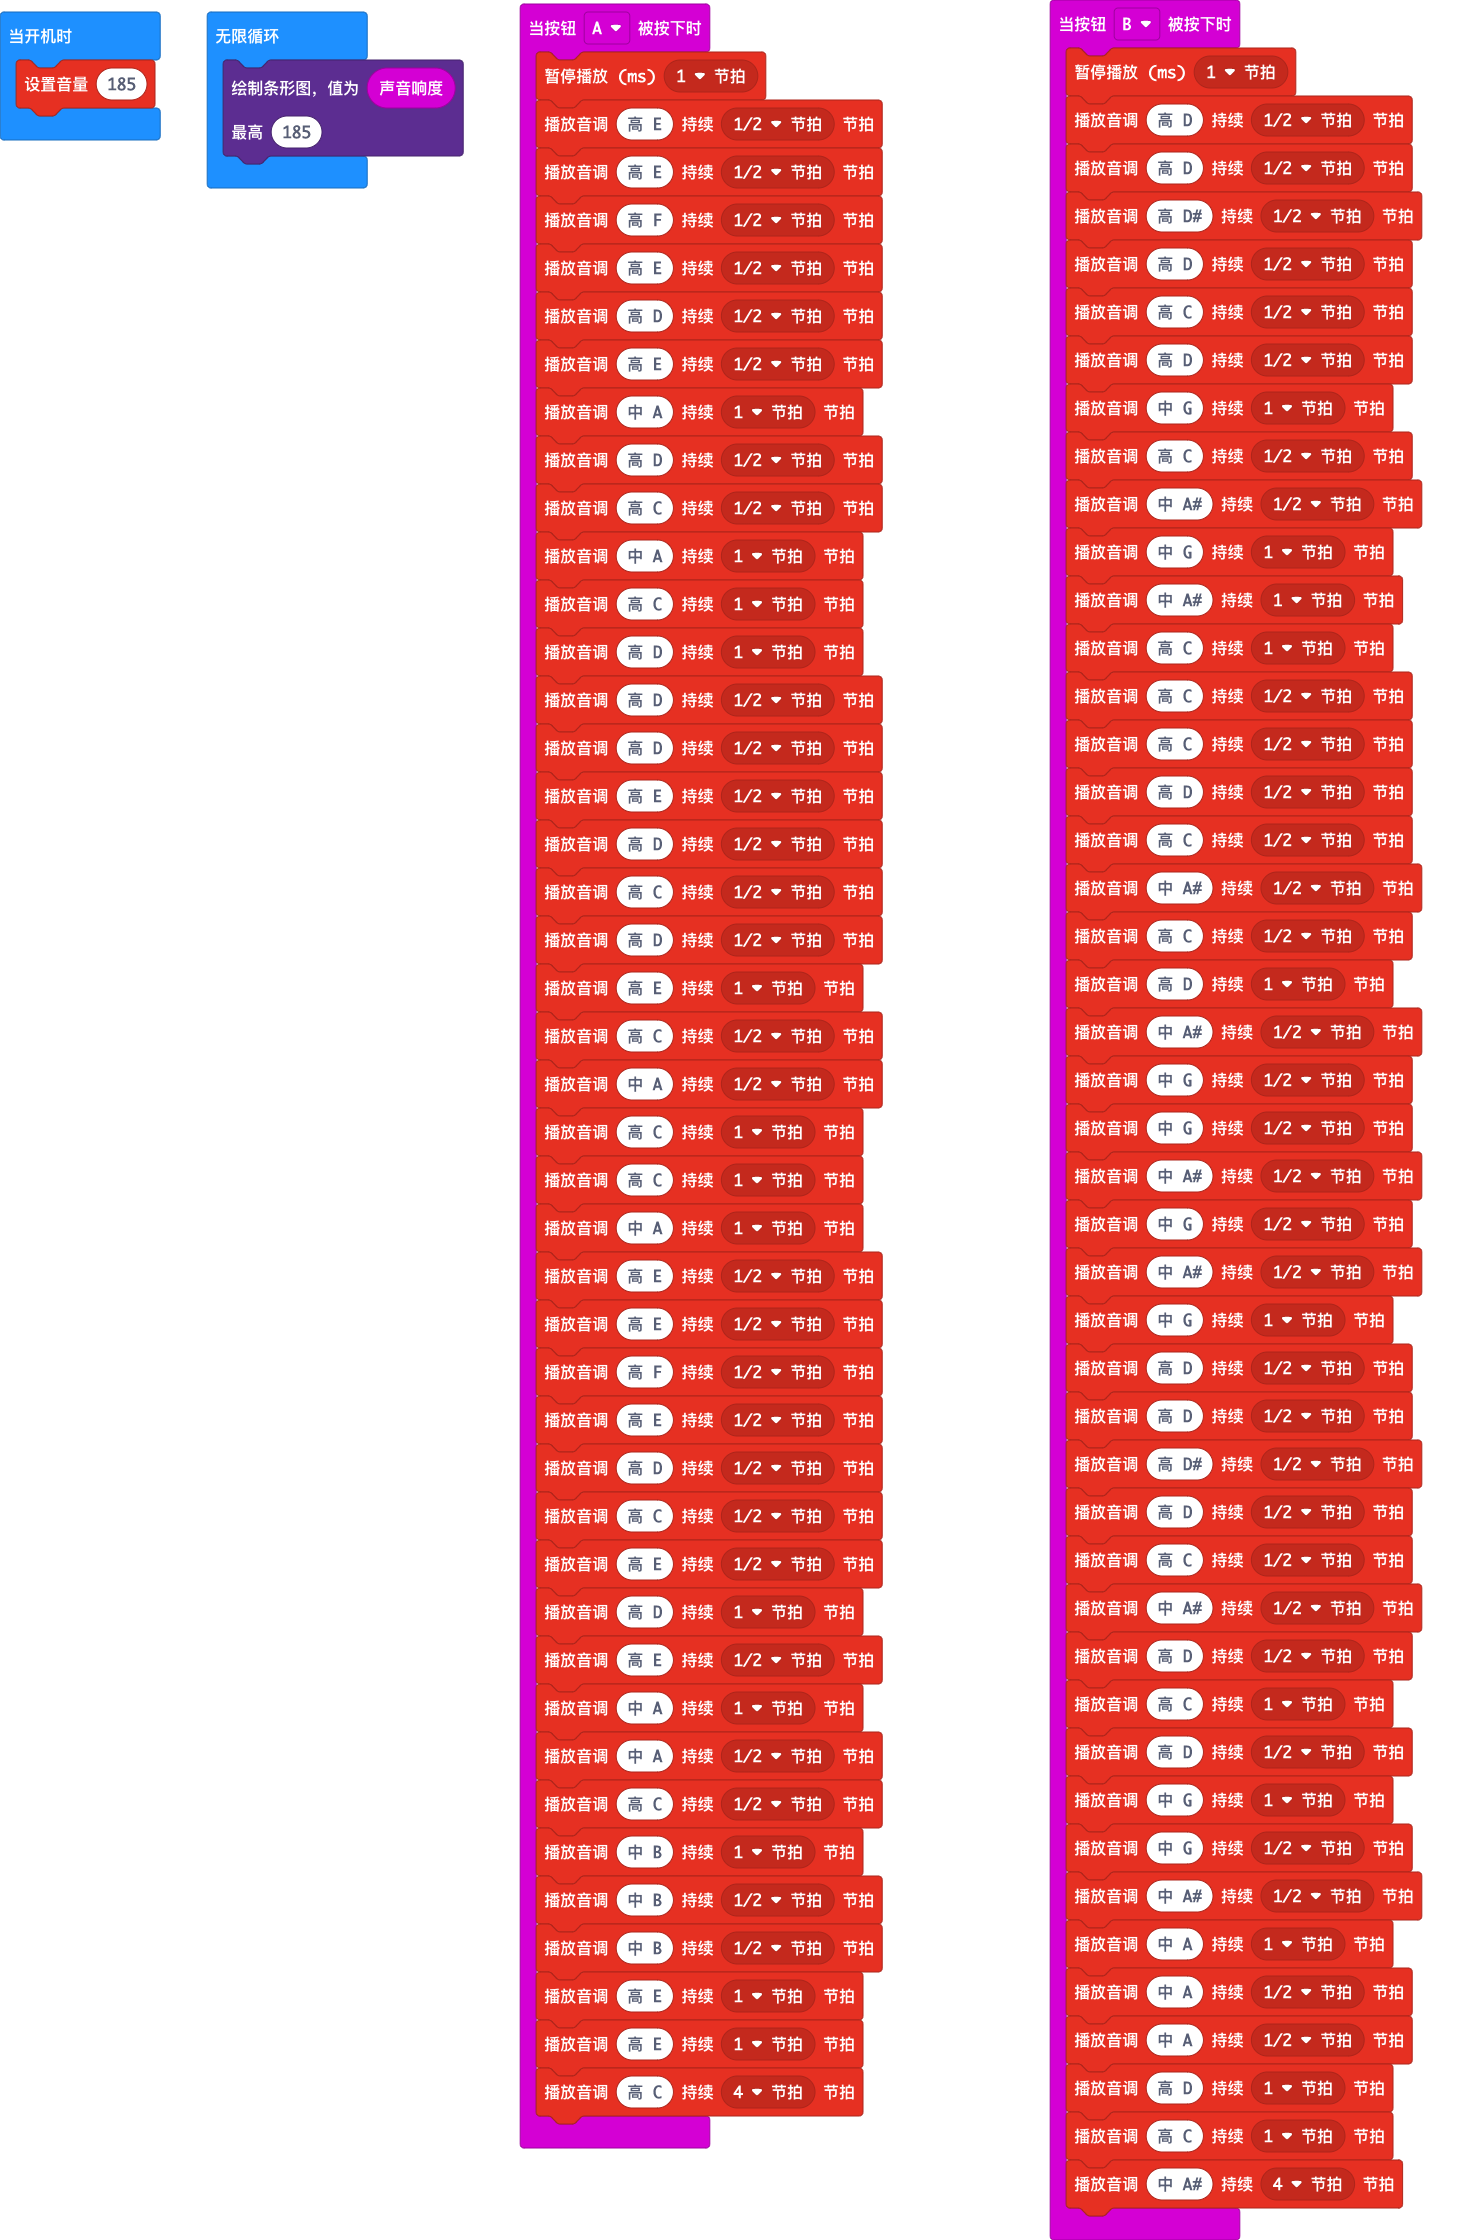 当开机时
设置音量 185
无限循环
绘制条形图，值为 声音响度
最高 185
当按钮 A 被按下时
暂停播放 (ms) 1 节拍
播放音调 高 E 持续 1/2 节拍 节拍
播放音调 高 E 持续 1/2 节拍 节拍
播放音调 高 F 持续 1/2 节拍 节拍
播放音调 高 E 持续 1/2 节拍 节拍
播放音调 高 D 持续 1/2 节拍 节拍
播放音调 高 E 持续 1/2 节拍 节拍
播放音调 中 A 持续 1 节拍 节拍
播放音调 高 D 持续 1/2 节拍 节拍
播放音调 高 C 持续 1/2 节拍 节拍
播放音调 中 A 持续 1 节拍 节拍
播放音调 高 C 持续 1 节拍 节拍
播放音调 高 D 持续 1 节拍 节拍
播放音调 高 D 持续 1/2 节拍 节拍
播放音调 高 D 持续 1/2 节拍 节拍
播放音调 高 E 持续 1/2 节拍 节拍
播放音调 高 D 持续 1/2 节拍 节拍
播放音调 高 C 持续 1/2 节拍 节拍
播放音调 高 D 持续 1/2 节拍 节拍
播放音调 高 E 持续 1 节拍 节拍
播放音调 高 C 持续 1/2 节拍 节拍
播放音调 中 A 持续 1/2 节拍 节拍
播放音调 高 C 持续 1 节拍 节拍
播放音调 高 C 持续 1 节拍 节拍
播放音调 中 A 持续 1 节拍 节拍
播放音调 高 E 持续 1/2 节拍 节拍
播放音调 高 E 持续 1/2 节拍 节拍
播放音调 高 F 持续 1/2 节拍 节拍
播放音调 高 E 持续 1/2 节拍 节拍
播放音调 高 D 持续 1/2 节拍 节拍
播放音调 高 C 持续 1/2 节拍 节拍
播放音调 高 E 持续 1/2 节拍 节拍
播放音调 高 D 持续 1 节拍 节拍
播放音调 高 E 持续 1/2 节拍 节拍
播放音调 中 A 持续 1 节拍 节拍
播放音调 中 A 持续 1/2 节拍 节拍
播放音调 高 C 持续 1/2 节拍 节拍
播放音调 中 B 持续 1 节拍 节拍
播放音调 中 B 持续 1/2 节拍 节拍
播放音调 中 B 持续 1/2 节拍 节拍
播放音调 高 E 持续 1 节拍 节拍
播放音调 高 E 持续 1 节拍 节拍
播放音调 高 C 持续 4 节拍 节拍
当按钮 B 被按下时
暂停播放 (ms) 1 节拍
播放音调 高 D 持续 1/2 节拍 节拍
播放音调 高 D 持续 1/2 节拍 节拍
播放音调 高 D# 持续 1/2 节拍 节拍
播放音调 高 D 持续 1/2 节拍 节拍
播放音调 高 C 持续 1/2 节拍 节拍
播放音调 高 D 持续 1/2 节拍 节拍
播放音调 中 G 持续 1 节拍 节拍
播放音调 高 C 持续 1/2 节拍 节拍
播放音调 中 A# 持续 1/2 节拍 节拍
播放音调 中 G 持续 1 节拍 节拍
播放音调 中 A# 持续 1 节拍 节拍
播放音调 高 C 持续 1 节拍 节拍
播放音调 高 C 持续 1/2 节拍 节拍
播放音调 高 C 持续 1/2 节拍 节拍
播放音调 高 D 持续 1/2 节拍 节拍
播放音调 高 C 持续 1/2 节拍 节拍
播放音调 中 A# 持续 1/2 节拍 节拍
播放音调 高 C 持续 1/2 节拍 节拍
播放音调 高 D 持续 1 节拍 节拍
播放音调 中 A# 持续 1/2 节拍 节拍
播放音调 中 G 持续 1/2 节拍 节拍
播放音调 中 G 持续 1/2 节拍 节拍
播放音调 中 A# 持续 1/2 节拍 节拍
播放音调 中 G 持续 1/2 节拍 节拍
播放音调 中 A# 持续 1/2 节拍 节拍
播放音调 中 G 持续 1 节拍 节拍
播放音调 高 D 持续 1/2 节拍 节拍
播放音调 高 D 持续 1/2 节拍 节拍
播放音调 高 D# 持续 1/2 节拍 节拍
播放音调 高 D 持续 1/2 节拍 节拍
播放音调 高 C 持续 1/2 节拍 节拍
播放音调 中 A# 持续 1/2 节拍 节拍
播放音调 高 D 持续 1/2 节拍 节拍
播放音调 高 C 持续 1 节拍 节拍
播放音调 高 D 持续 1/2 节拍 节拍
播放音调 中 G 持续 1 节拍 节拍
播放音调 中 G 持续 1/2 节拍 节拍
播放音调 中 A# 持续 1/2 节拍 节拍
播放音调 中 A 持续 1 节拍 节拍
播放音调 中 A 持续 1/2 节拍 节拍
播放音调 中 A 持续 1/2 节拍 节拍
播放音调 高 D 持续 1 节拍 节拍
播放音调 高 C 持续 1 节拍 节拍
播放音调 中 A# 持续 4 节拍 节拍